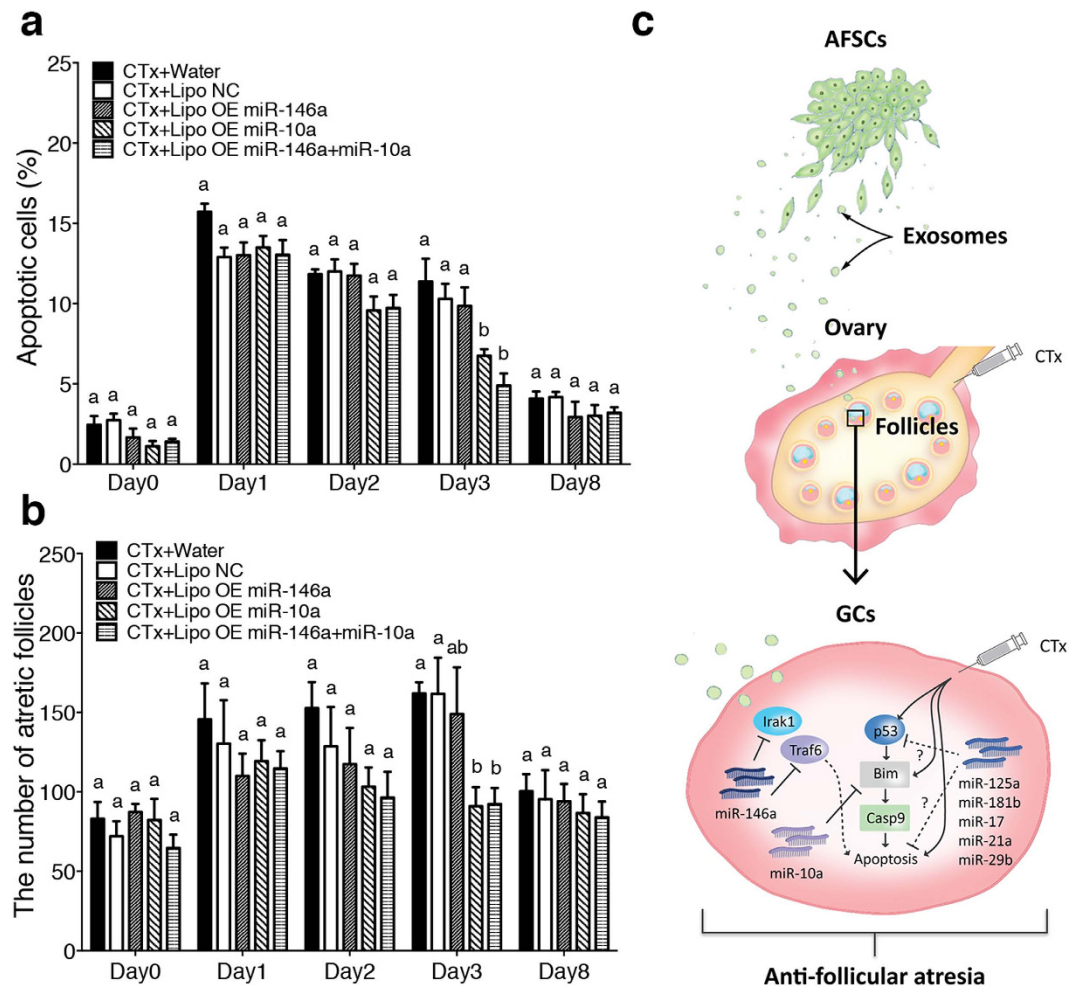 a
Apoptotic cells (%)
25
20
15
10
5
0
CTx+Water
CTx+Lipo NC
CTx+Lipo OE miR-146a
CTx+Lipo OE miR-10a
CTx+Lipo OE miR-146a+miR-10a
a a a a a
a a a a a
a a a a a
a a a b b
a a a a a
Day0 Day1 Day2 Day3 Day8
b
The number of atretic follicles
250
200
150
100
50
0
CTx+Water
CTx+Lipo NC
CTx+Lipo OE miR-146a
CTx+Lipo OE miR-10a
CTx+Lipo OE miR-146a+miR-10a
a a a a a
a a a a a
a a a a a
a a ab b b
a a a a a
Day0 Day1 Day2 Day3 Day8
c
AFSCs
Exosomes
Ovary
CTx
Follicles
GCs
CTx
Irak1
Traf6
p53
?
Bim
?
Casp9
Apoptosis
miR-146a
miR-10a
miR-125a
miR-181b
miR-17
miR-21a
miR-29b
Anti-follicular atresia